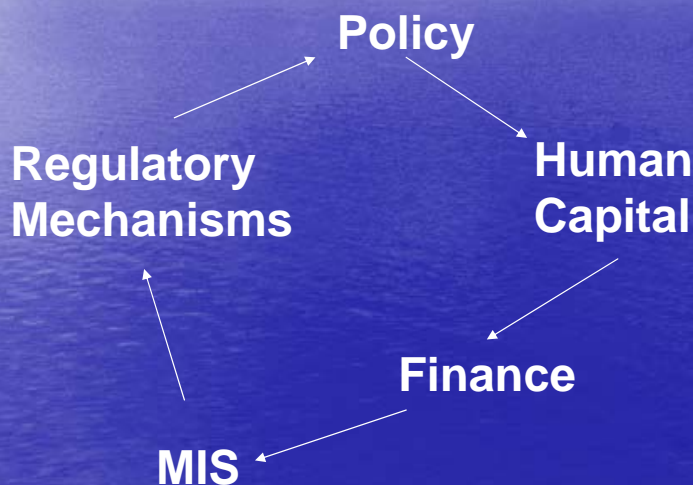 Policy
Human
Capital
Finance
MIS
Regulatory
Mechanisms